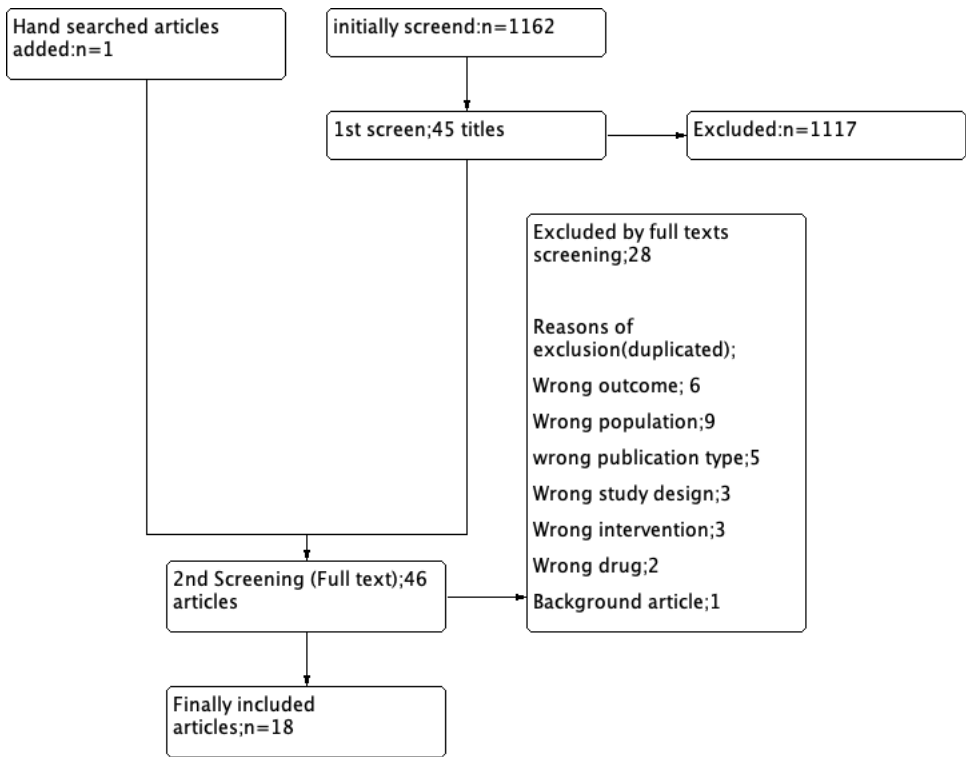 Hand searched articles
added:n=1
initially screend:n=1162
1st screen;45 titles
Excluded:n=1117
Excluded by full texts
screening;28
Reasons of
exclusion(duplicated);
Wrong outcome; 6
Wrong population;9
wrong publication type;5
Wrong study design;3
Wrong intervention;3
Wrong drug;2
Background article;1
2nd Screening (Full text);46
articles
Finally included
articles;n=18